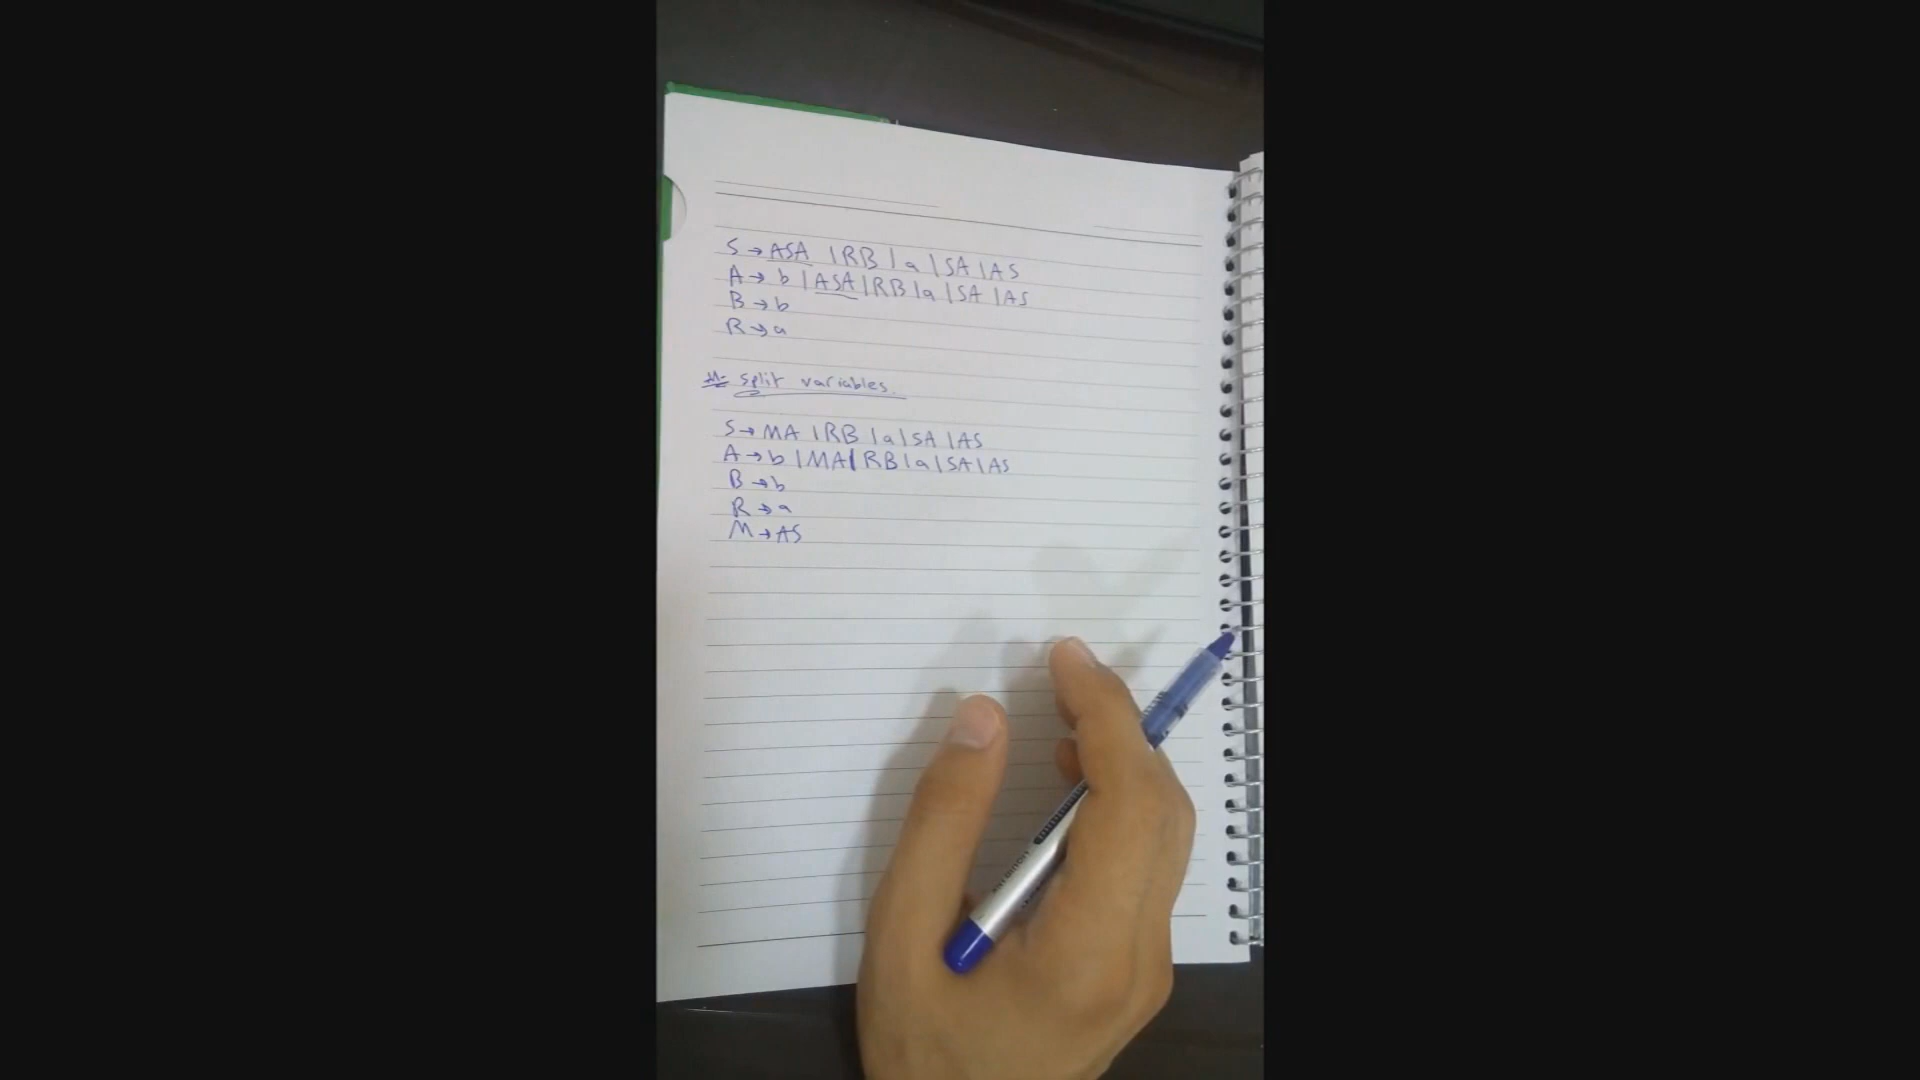 S → ASA | RB | a | SA | AS
A → b | ASA | RB | a | SA | AS
B → b
R → a
split variables.
S → MA | RB | a | SA | AS
A → b | MA | RB | a | SA | AS
B → b
R → a
M → AS